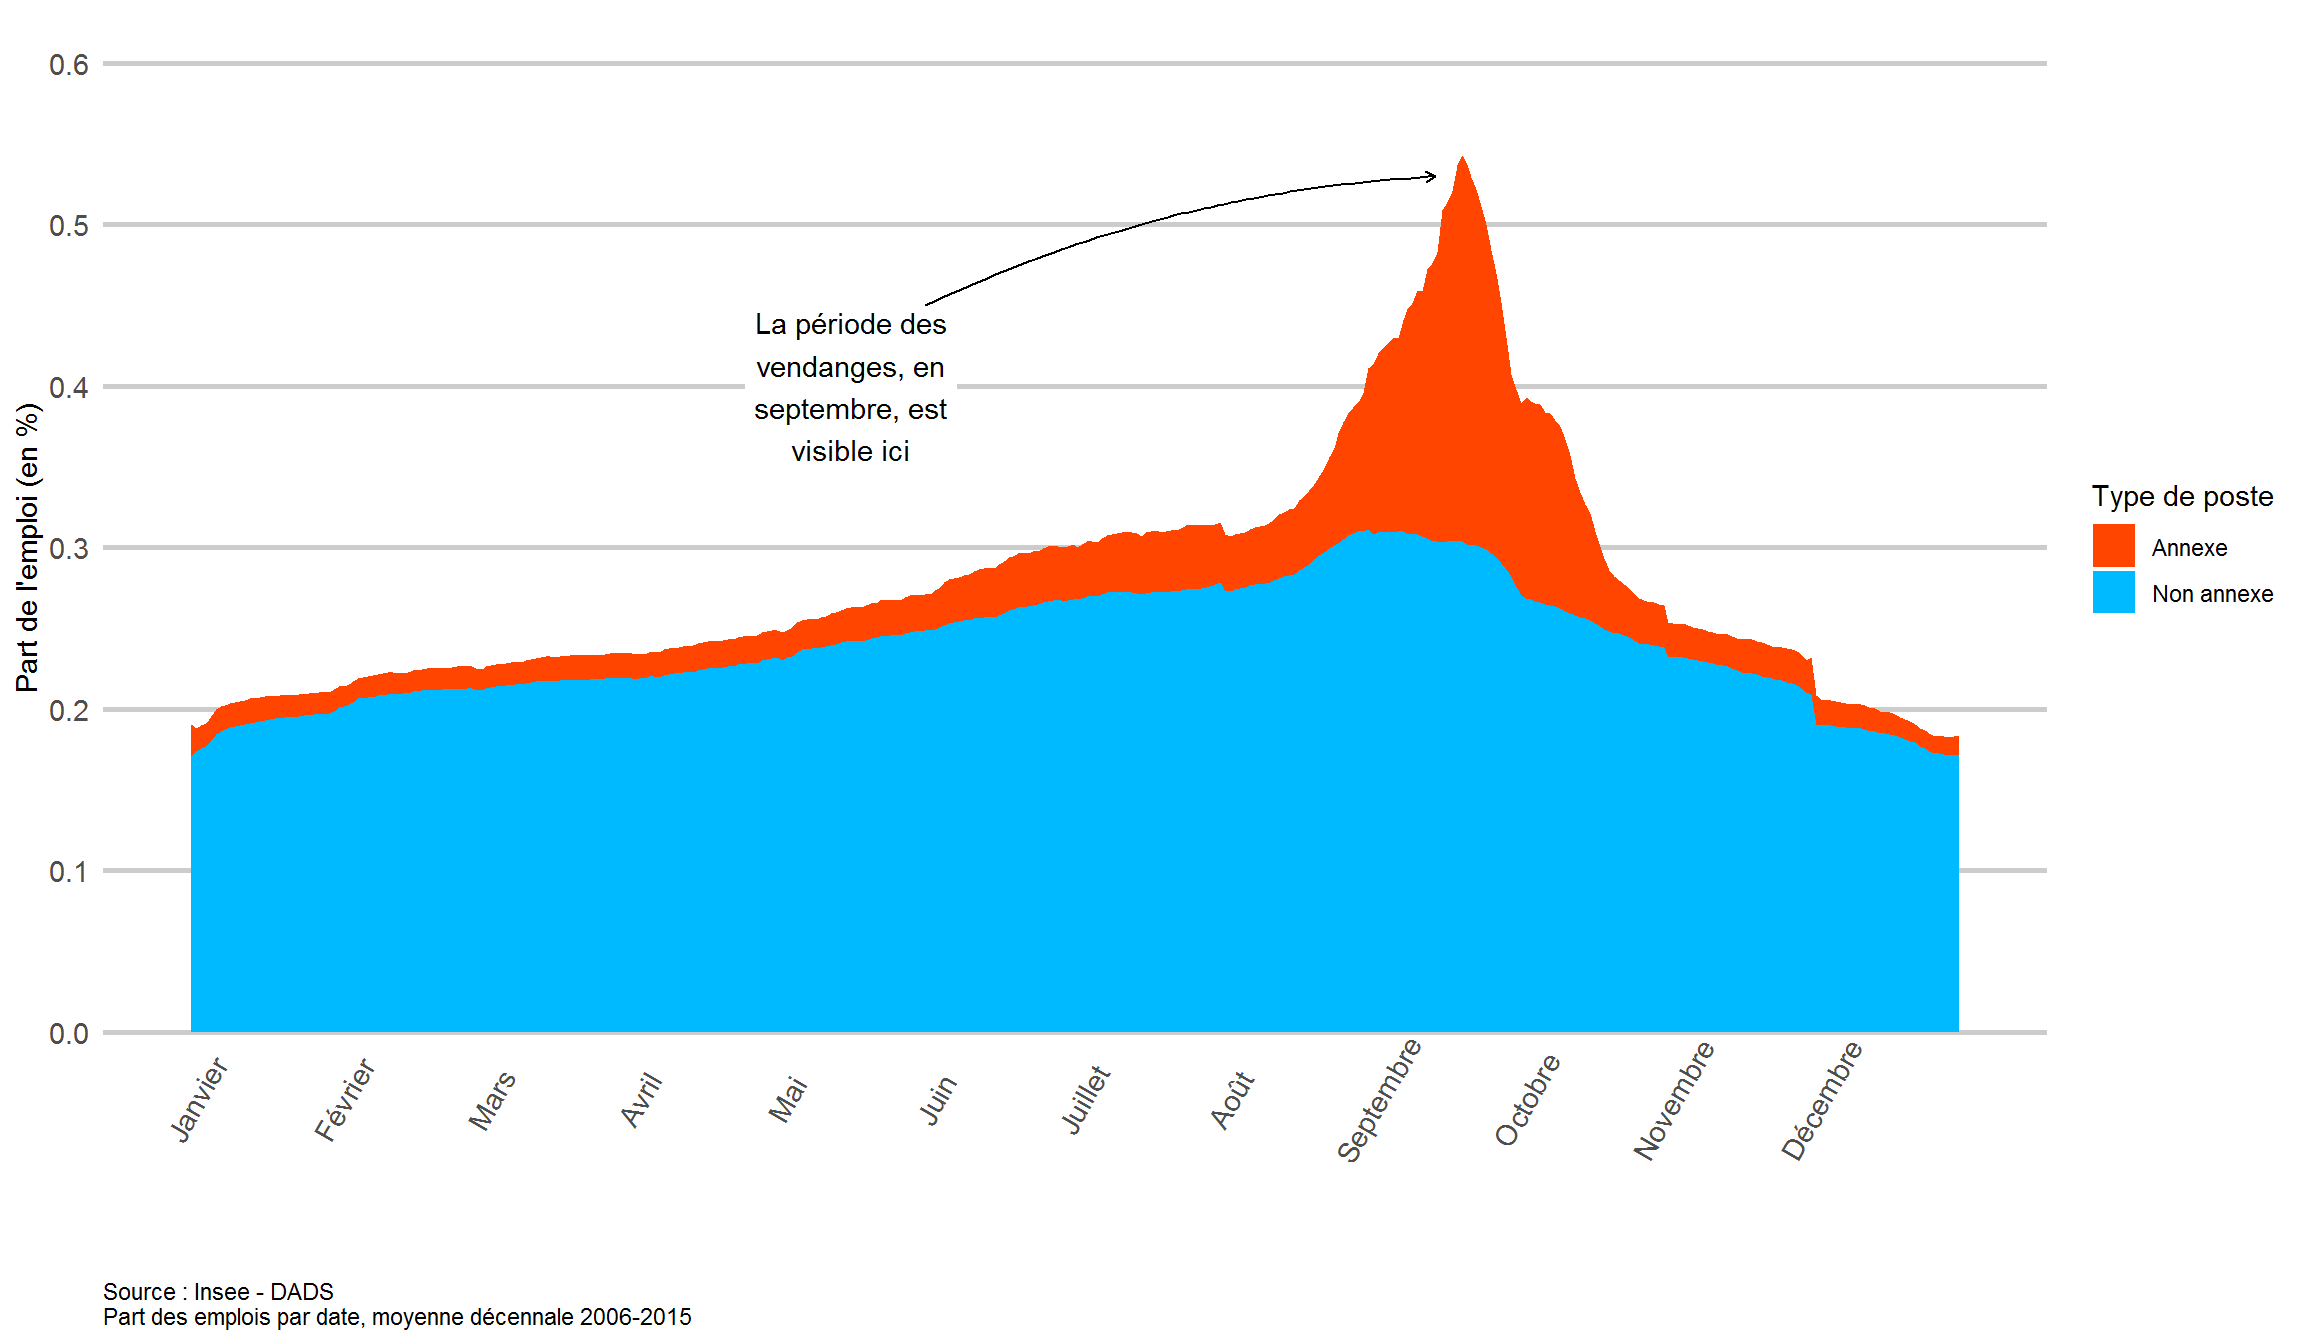 0.6
0.5
0.4
0.3
0.2
0.1
0.0
Part de l'emploi (en %)
La période des
vendanges, en
septembre, est
visible ici
Type de poste
Annexe
Non annexe
Janvier
Février
Mars
Avril
Mai
Juin
Juillet
Août
Septembre
Octobre
Novembre
Décembre
Source : Insee - DADS
Part des emplois par date, moyenne décennale 2006-2015